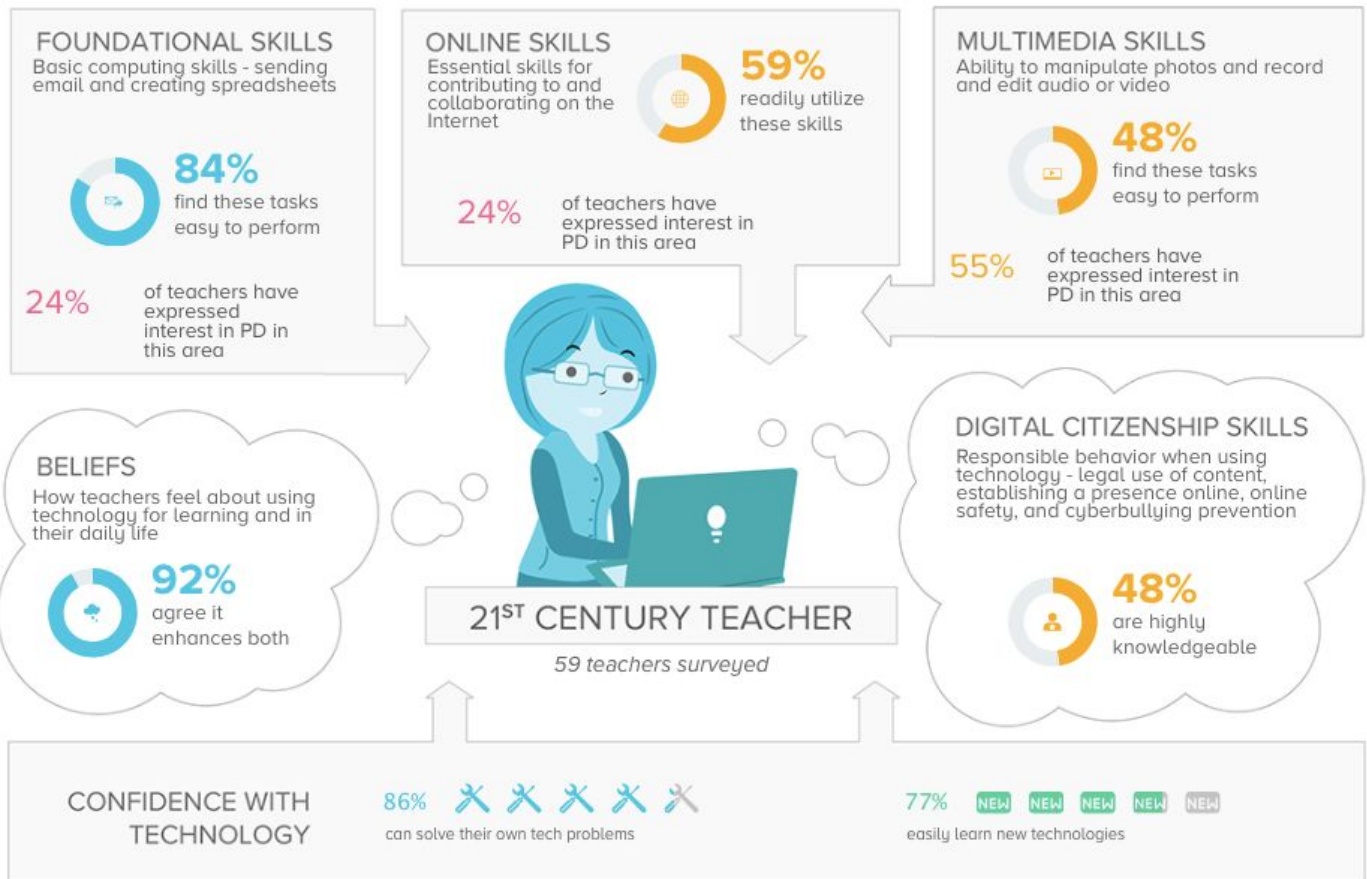 FOUNDATIONAL SKILLS
Basic computing skills - sending
email and creating spreadsheets
84%
find these tasks
easy to perform
24%
of teachers have
expressed
interest in PD in
this area
ONLINE SKILLS
Essential skills for
contributing to and
collaborating on the
Internet
59%
readily utilize
these skills
24%
of teachers have
expressed interest in
PD in this area
MULTIMEDIA SKILLS
Ability to manipulate photos and record
and edit audio or video
48%
find these tasks
easy to perform
55%
of teachers have
expressed interest in
PD in this area
BELIEFS
How teachers feel about using
technology for learning and in
their daily life
92%
agree it
enhances both
DIGITAL CITIZENSHIP SKILLS
Responsible behavior when using
technology - legal use of content,
establishing a presence online, online
safety, and cyberbullying prevention
48%
are highly
knowledgeable
21ST CENTURY TEACHER
59 teachers surveyed
CONFIDENCE WITH
TECHNOLOGY
86%
can solve their own tech problems
77% NEW NEW NEW NEW NEW
easily learn new technologies